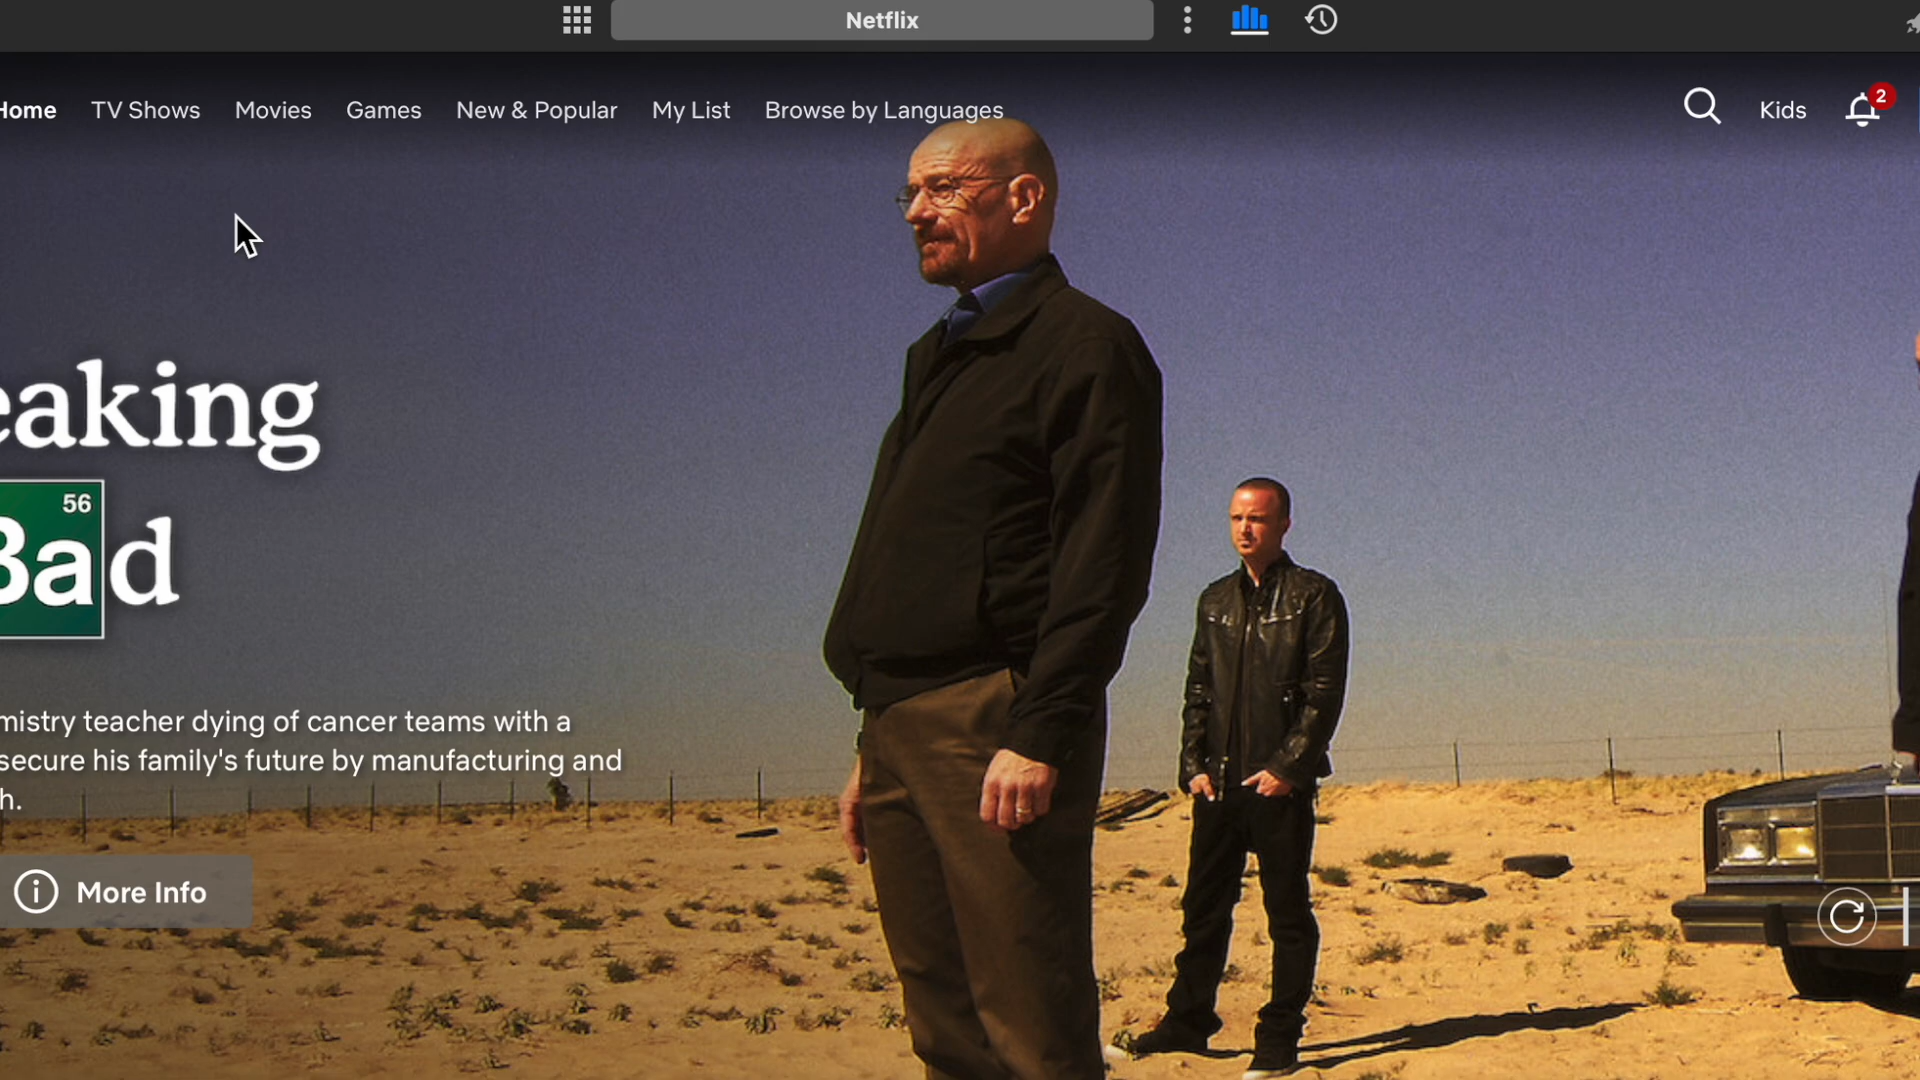 Netflix
Home TV Shows Movies Games New & Popular My List Browse by Languages Kids 2
eaking
56
Bad
mistry teacher dying of cancer teams with a
secure his family's future by manufacturing and
h.
More Info